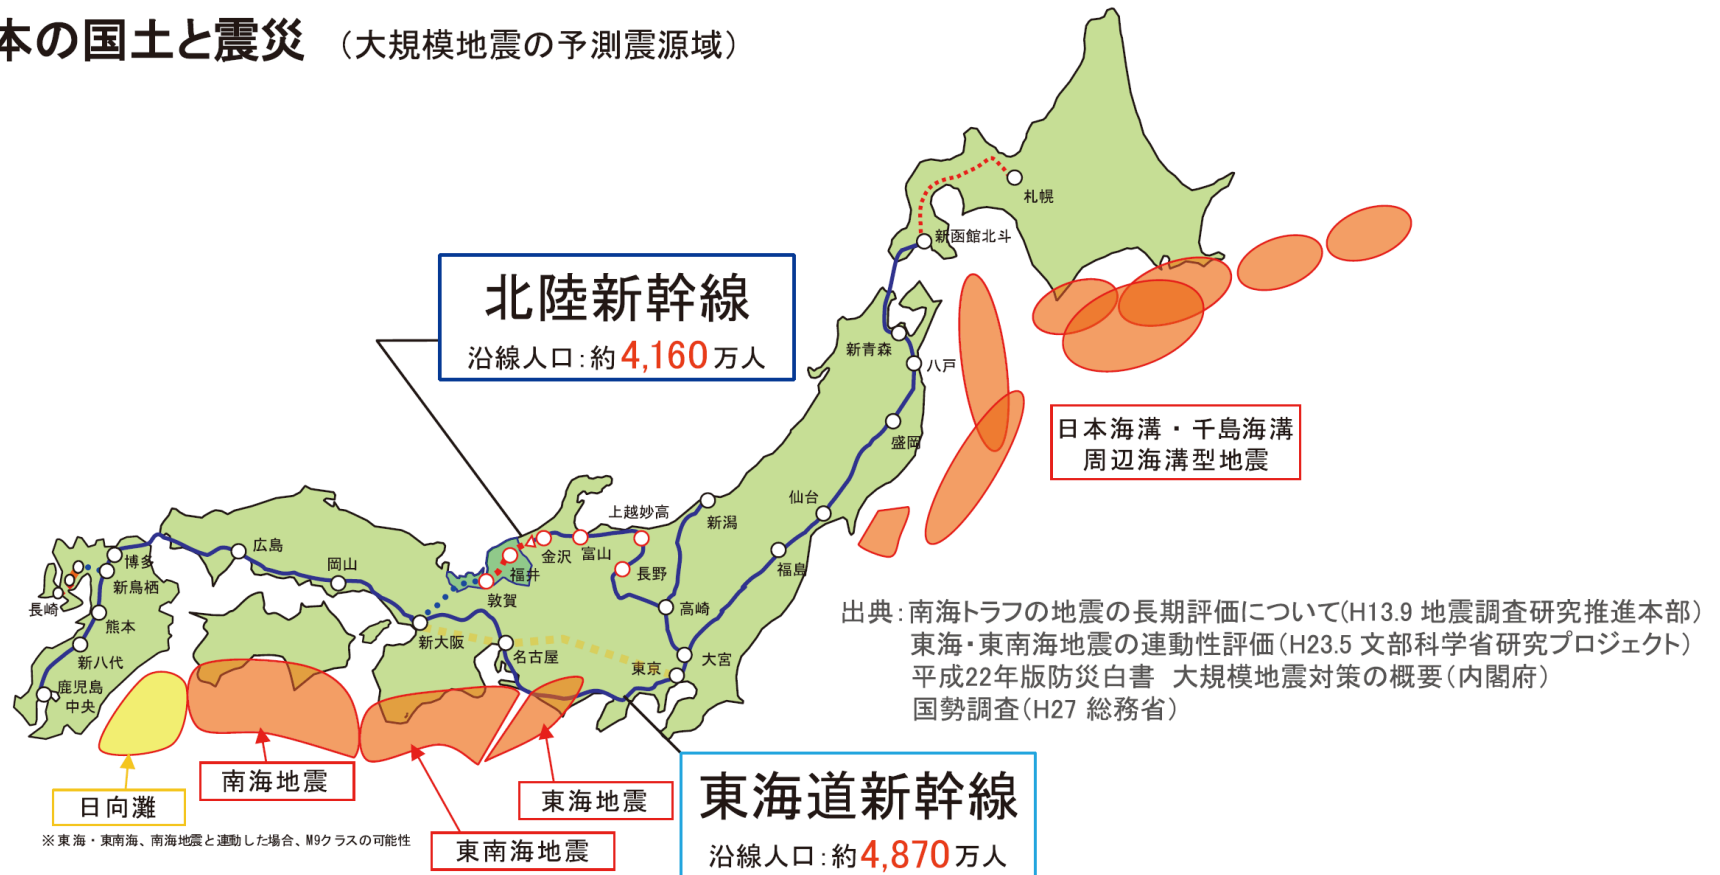 本の国土と震災 （大規模地震の予測震源域）
札幌
新函館北斗
北陸新幹線
沿線人口：約4,160万人
新青森
八戸
盛岡
日本海溝・千島海溝
周辺海溝型地震
仙台
上越妙高
新潟
金沢
富山
長野
福井
敦賀
福島
高崎
大宮
東京
名古屋
新大阪
岡山
広島
博多
新鳥栖
長崎
熊本
新八代
鹿児島
中央
出典：南海トラフの地震の長期評価について（H13.9 地震調査研究推進本部）
東海・東南海地震の連動性評価（H23.5 文部科学省研究プロジェクト）
平成22年版防災白書 大規模地震対策の概要（内閣府）
国勢調査（H27 総務省）
南海地震
日向灘
東海地震
東南海地震
※東海・東南海、南海地震と連動した場合、M9クラスの可能性
東海道新幹線
沿線人口：約4,870万人